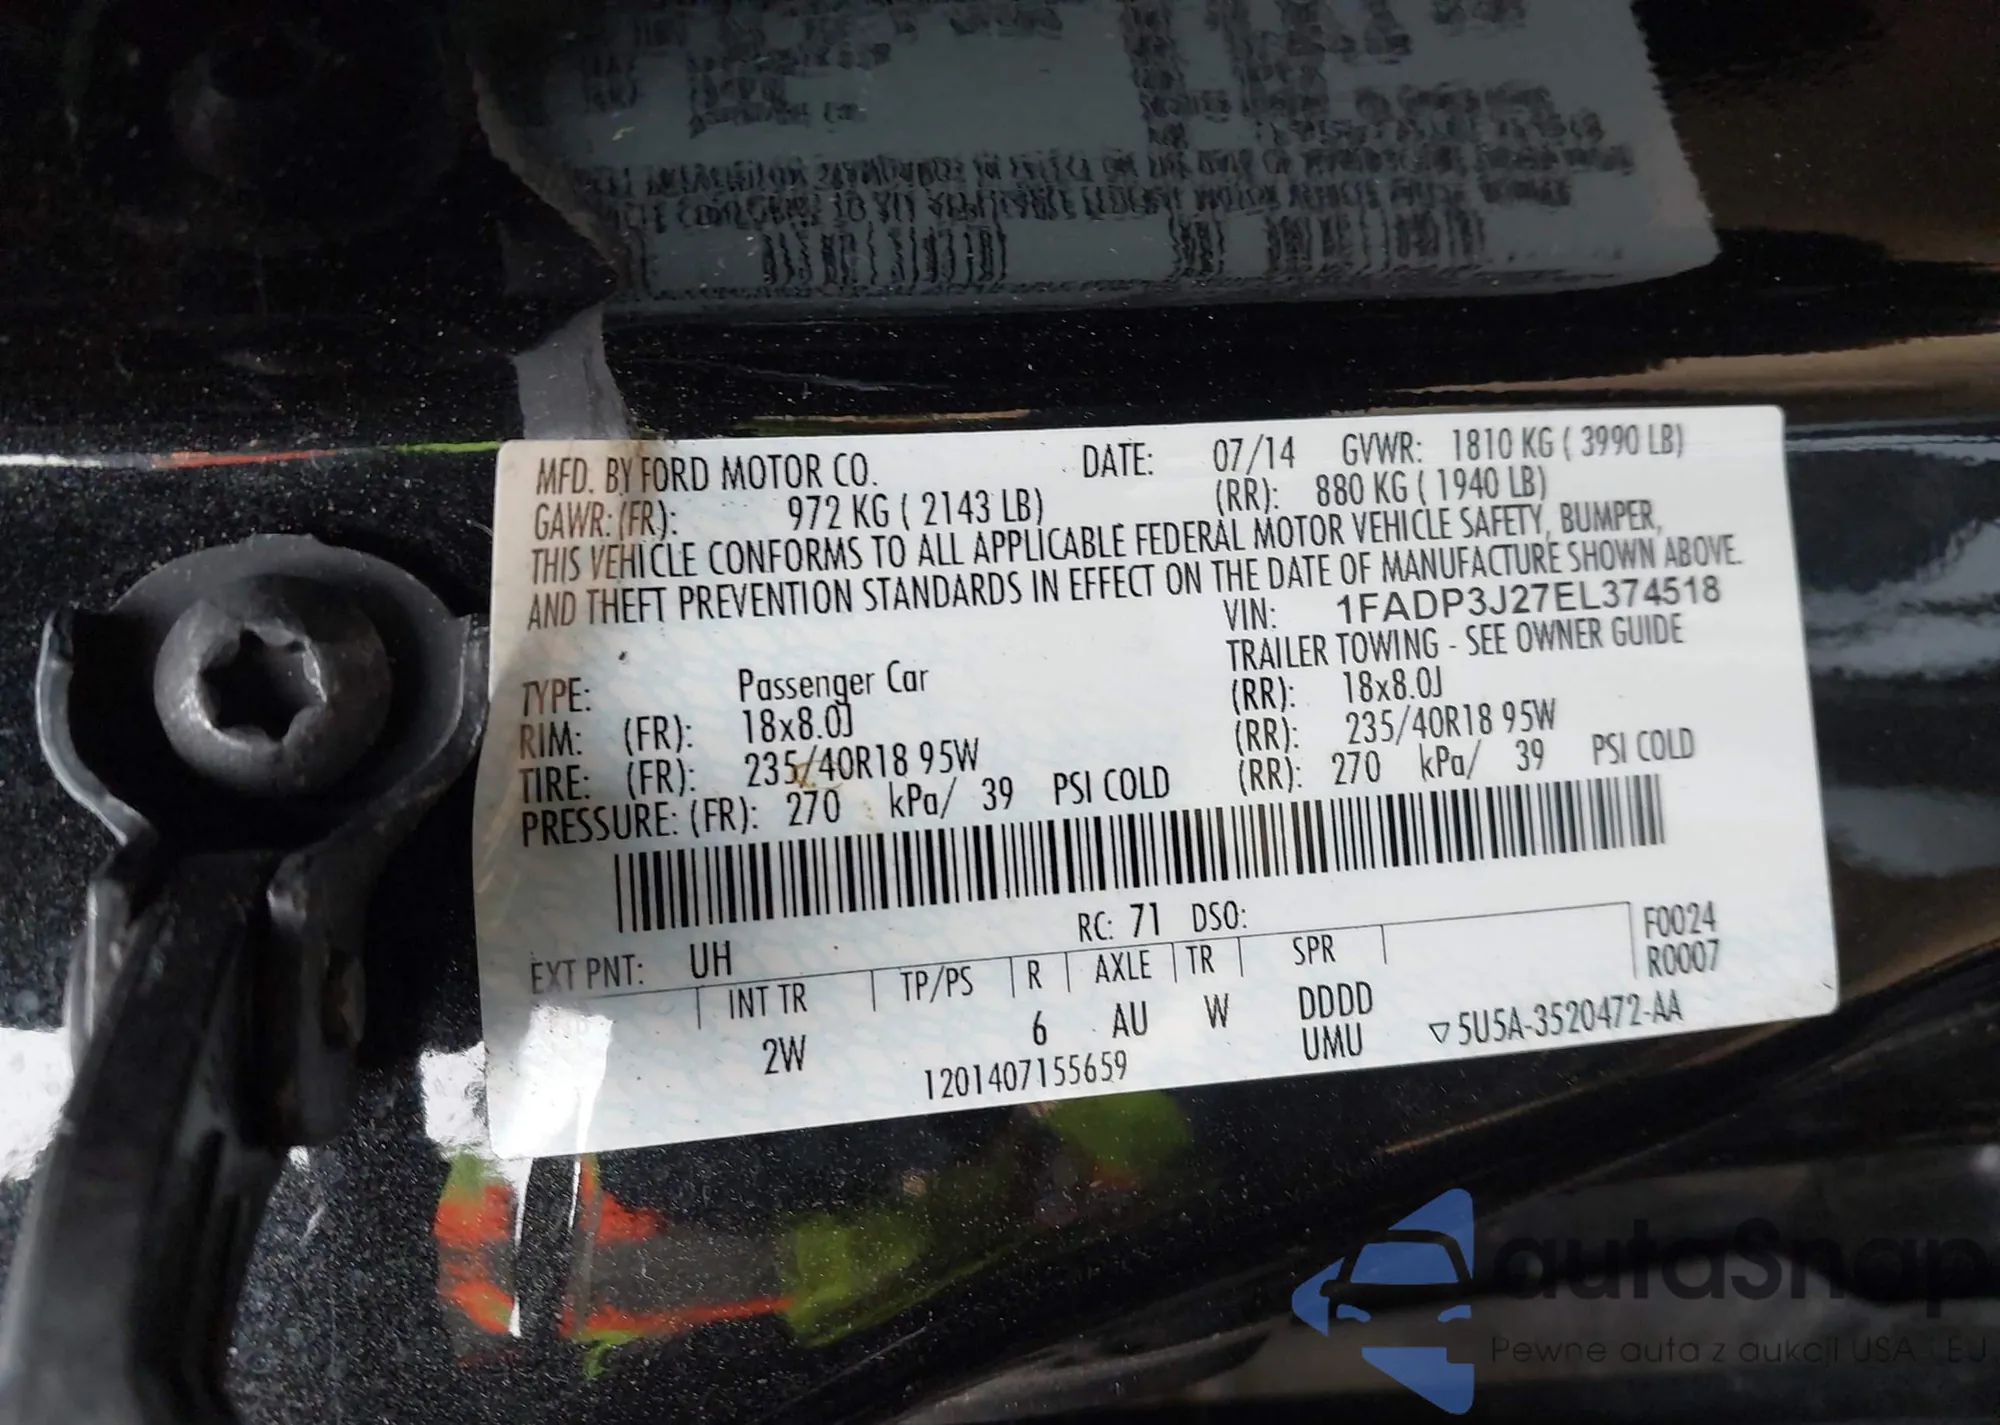 MFD. BY FORD MOTOR CO. DATE: 07/14 GVWR: 1810 KG ( 3990 LB)
GAWR: (FR): 972 KG ( 2143 LB) (RR): 880 KG ( 1940 LB)
THIS VEHICLE CONFORMS TO ALL APPLICABLE FEDERAL MOTOR VEHICLE SAFETY, BUMPER,
AND THEFT PREVENTION STANDARDS IN EFFECT ON THE DATE OF MANUFACTURE SHOWN ABOVE.
VIN: 1FADP3J27EL374518
TRAILER TOWING - SEE OWNER GUIDE
TYPE: Passenger Car
RIM: (FR): 18x8.0J (RR): 18x8.0J
TIRE: (FR): 235/40R18 95W (RR): 235/40R18 95W
PRESSURE: (FR): 270 kPa/ 39 PSI COLD (RR): 270 kPa/ 39 PSI COLD
EXT PNT: UH RC: 71 DSO: F0024
INT TR TP/PS R AXLE TR SPR R0007
2W 6 AU W DDDD
1201407155659 UMU ▽5U5A-3520472-AA
autoSnap
Pewne auta z aukcji USA i EU